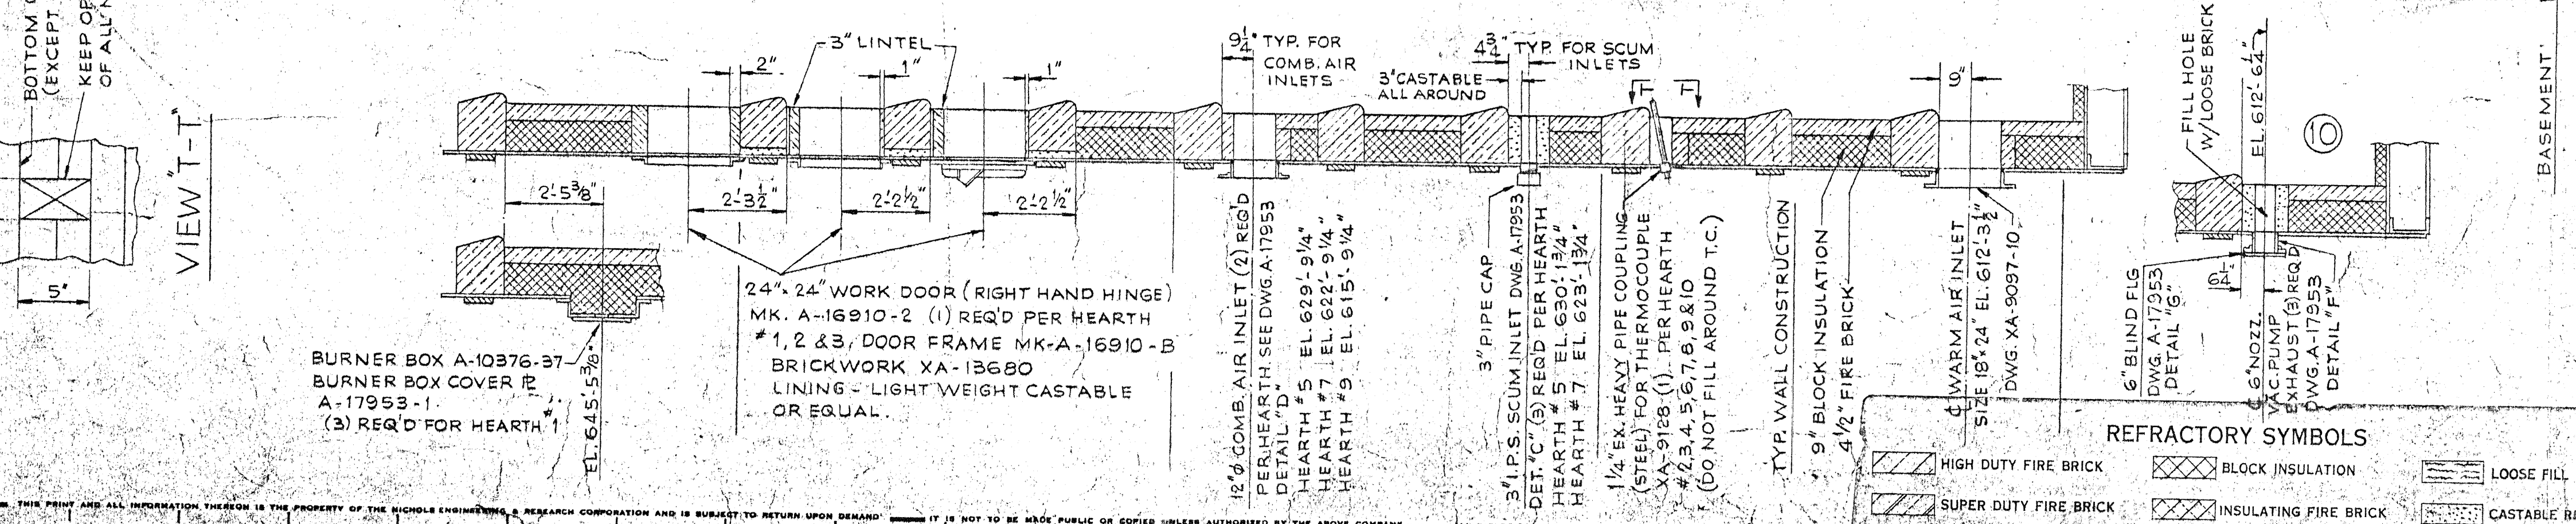 BOTTOM
(EXCEPT
KEEP
OF ALL
VIEW "T-T"
5"
3" LINTEL
2"
1"
1"
2'-5 3/8"
2'-3 1/2"
2'-2 1/2"
2'-2 1/2"
9 1/4" TYP. FOR
COMB. AIR
INLETS
4 3/4" TYP. FOR SCUM
INLETS
3" CASTABLE
ALL AROUND
F F
9"
24" x 24" WORK DOOR (RIGHT HAND HINGE)
MK. A-16910-2 (1) REQ'D PER HEARTH
#1, 2 & 3, DOOR FRAME MK-A-16910-B
BRICKWORK XA-13680
LINING - LIGHT WEIGHT CASTABLE
OR EQUAL.
BURNER BOX A-10376-37
BURNER BOX COVER PL
A-17953-1
(3) REQ'D FOR HEARTH #1
EL. 645'-5 3/8"
12" Ø COMB. AIR INLET (2) REQ'D
PER HEARTH. SEE DWG. A-17953
DETAIL "D"
HEARTH #5 EL. 629'-9 1/4"
HEARTH #7 EL. 622'-9 1/4"
HEARTH #9 EL. 615'-9 1/4"
3" PIPE CAP
3" I.P.S. SCUM INLET DWG. A-17953
DET. "C" (3) REQ'D PER HEARTH
HEARTH #5 EL. 630'-1 3/4"
HEARTH #7 EL. 623'-1 3/4"
1 1/4" EX. HEAVY PIPE COUPLING
(STEEL) FOR THERMOCOUPLE
XA-9128 (1) PER HEARTH
#2, 3, 4, 5, 6, 7, 8, 9 & 10
(DO NOT FILL AROUND T.C.)
TYP. WALL CONSTRUCTION
9" BLOCK INSULATION
4 1/2" FIRE BRICK
℄ WARM AIR INLET
SIZE 18" x 24" EL. 612'-3 1/2"
DWG. XA-9097-10
FILL HOLE
W/LOOSE BRICK
EL 612'-6 1/4"
10
BASEMENT
6" BLIND FLG
DWG. A-17953
DETAIL "G"
6 1/4"
℄ 6" NOZZ.
VAC. PUMP
EXHAUST (3) REQ'D
DWG. A-17953
DETAIL "F"
REFRACTORY SYMBOLS
HIGH DUTY FIRE BRICK
BLOCK INSULATION
LOOSE FILL
SUPER DUTY FIRE BRICK
INSULATING FIRE BRICK
CASTABLE
THIS PRINT AND ALL INFORMATION THEREON IS THE PROPERTY OF THE NICHOLS ENGINEERING & RESEARCH CORPORATION AND IS SUBJECT TO RETURN UPON DEMAND IT IS NOT TO BE MADE PUBLIC OR COPIED UNLESS AUTHORIZED BY THE ABOVE COMPANY